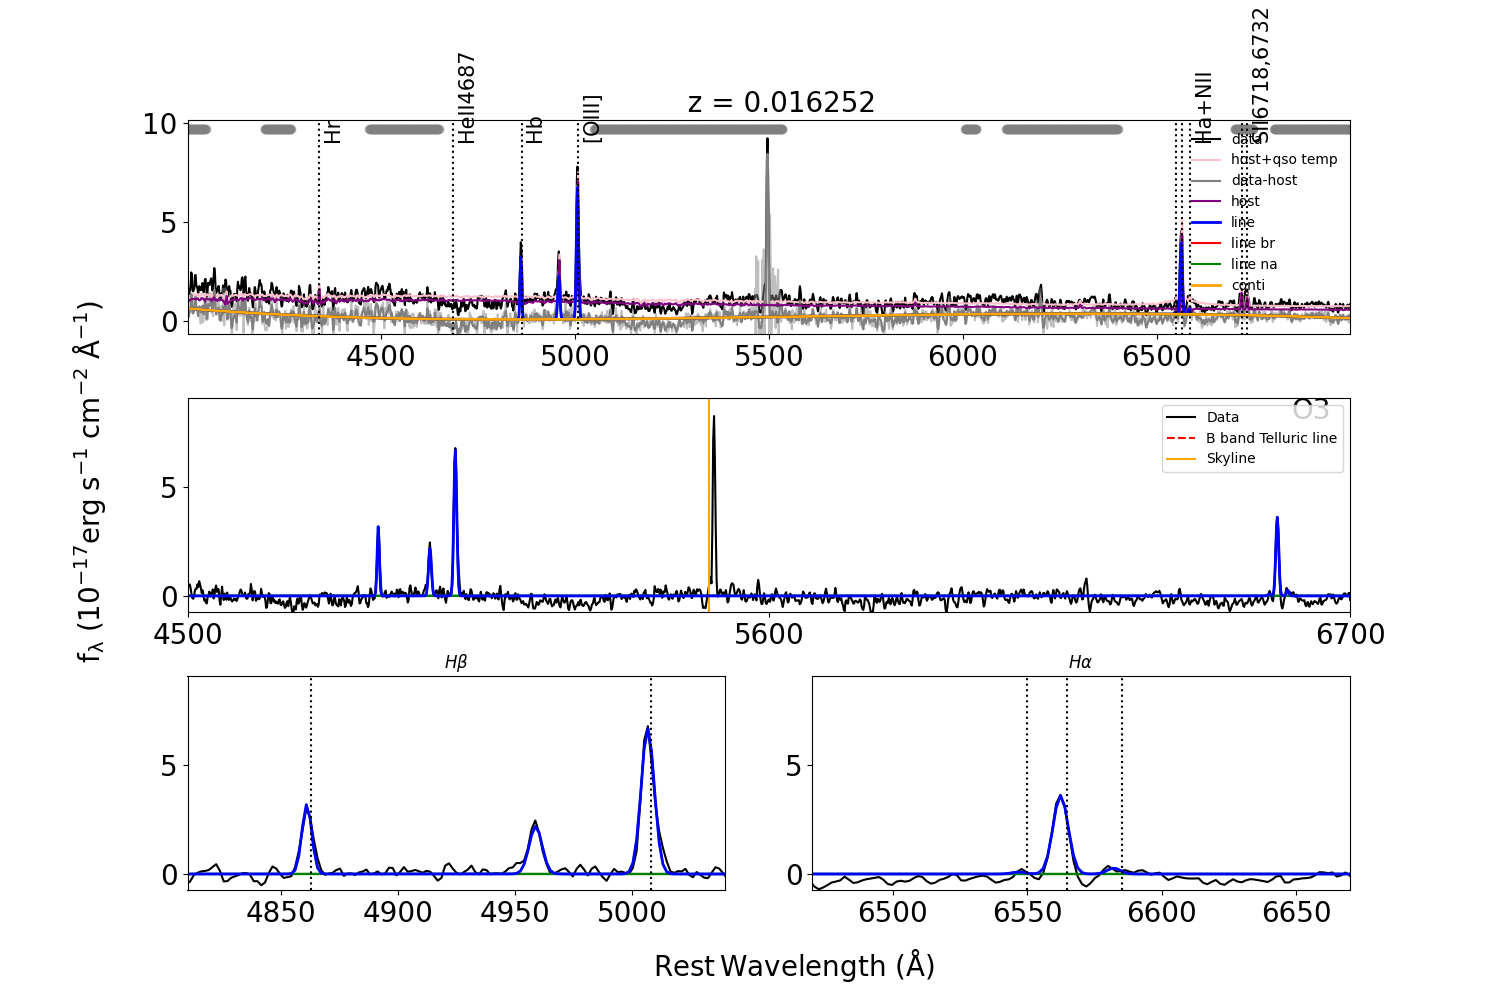 z = 0.016252
Hr
HeII4687
Hb
[OIII]
Ha+NII
SII6718,6732
10
5
0
data
host+qso temp
data-host
host
line
line br
line na
conti
4500 5000 5500 6000 6500
f_λ (10^−17 erg s^−1 cm^−2 Å^−1)
O3
Data
B band Telluric line
Skyline
5
0
4500 5600 6700
Hβ
5
0
4850 4900 4950 5000
Hα
5
0
6500 6550 6600 6650
Rest Wavelength (Å)